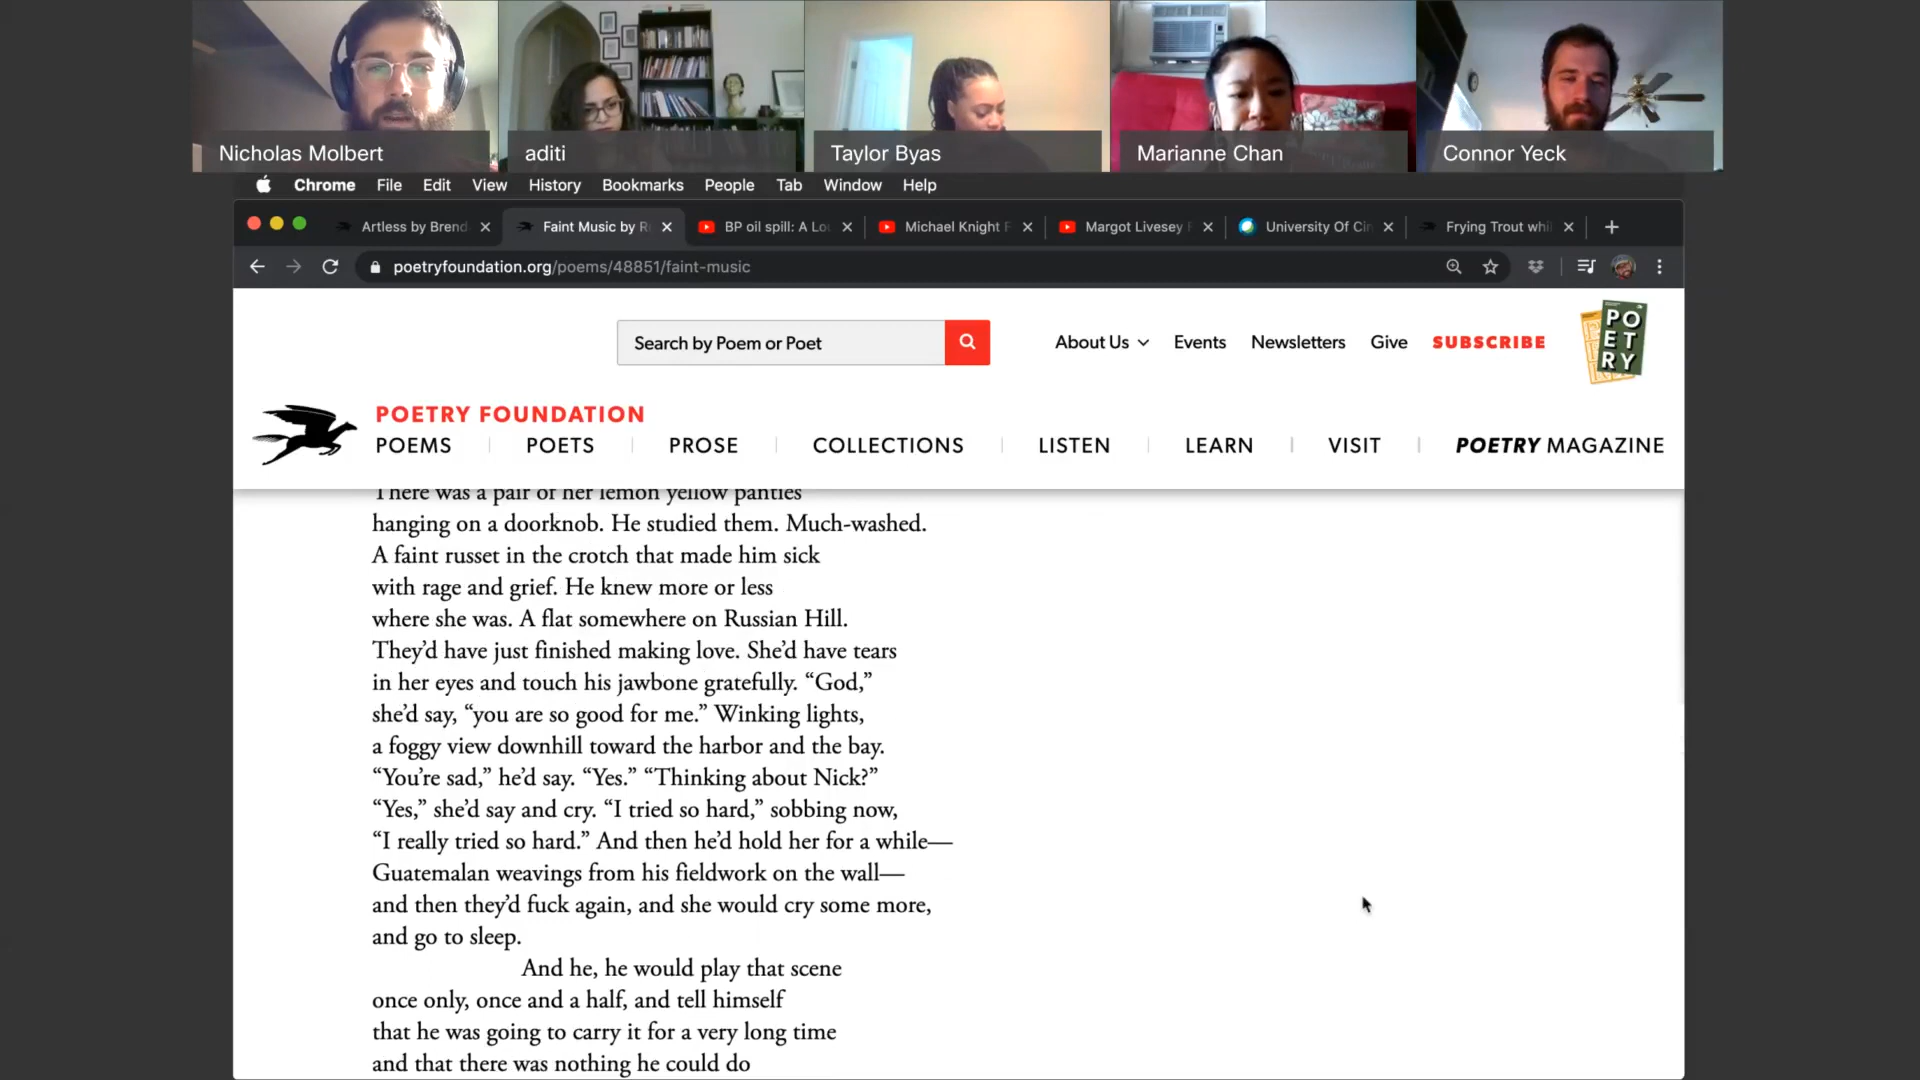 Nicholas Molbert
aditi
Taylor Byas
Marianne Chan
Connor Yeck
Chrome File Edit View History Bookmarks People Tab Window Help
Artless by Brend
Faint Music by R
BP oil spill: A Lo
Michael Knight F
Margot Livesey F
University Of Cin
Frying Trout whi
poetryfoundation.org/poems/48851/faint-music
Search by Poem or Poet
About Us Events Newsletters Give SUBSCRIBE
PO
ET
RY
POETRY FOUNDATION
POEMS POETS PROSE COLLECTIONS LISTEN LEARN VISIT POETRY MAGAZINE
There was a pair of her lemon yellow panties
hanging on a doorknob. He studied them. Much-washed.
A faint russet in the crotch that made him sick
with rage and grief. He knew more or less
where she was. A flat somewhere on Russian Hill.
They’d have just finished making love. She’d have tears
in her eyes and touch his jawbone gratefully. “God,”
she’d say, “you are so good for me.” Winking lights,
a foggy view downhill toward the harbor and the bay.
“You’re sad,” he’d say. “Yes.” “Thinking about Nick?”
“Yes,” she’d say and cry. “I tried so hard,” sobbing now,
“I really tried so hard.” And then he’d hold her for a while—
Guatemalan weavings from his fieldwork on the wall—
and then they’d fuck again, and she would cry some more,
and go to sleep.
And he, he would play that scene
once only, once and a half, and tell himself
that he was going to carry it for a very long time
and that there was nothing he could do